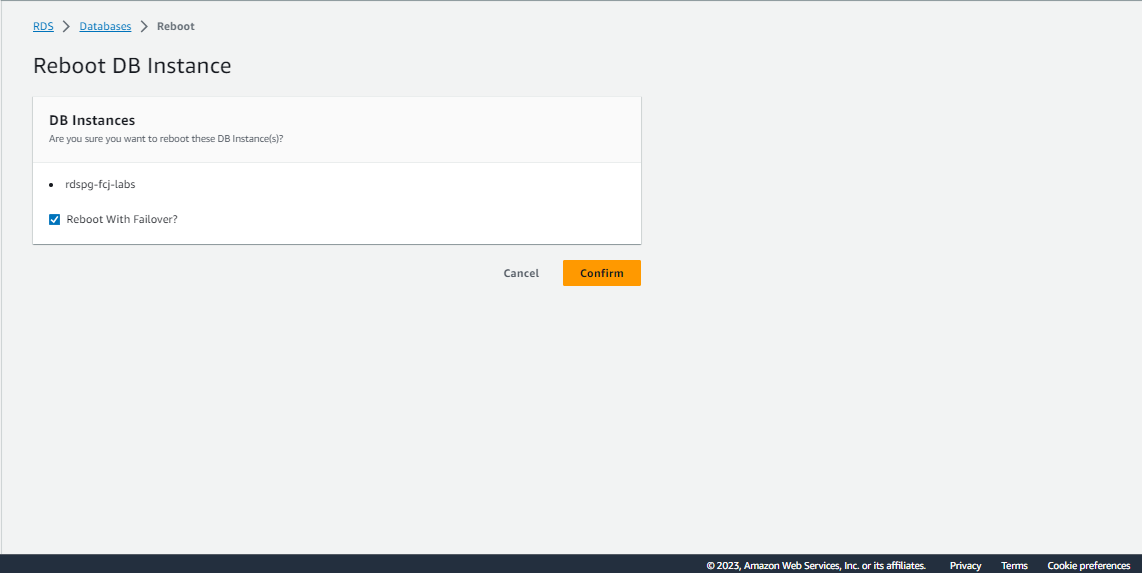 RDS > Databases > Reboot
Reboot DB Instance
DB Instances
Are you sure you want to reboot these DB Instance(s)?
• rdspg-fcj-labs
Reboot With Failover?
Cancel Confirm
© 2023, Amazon Web Services, Inc. or its affiliates. Privacy Terms Cookie preferences